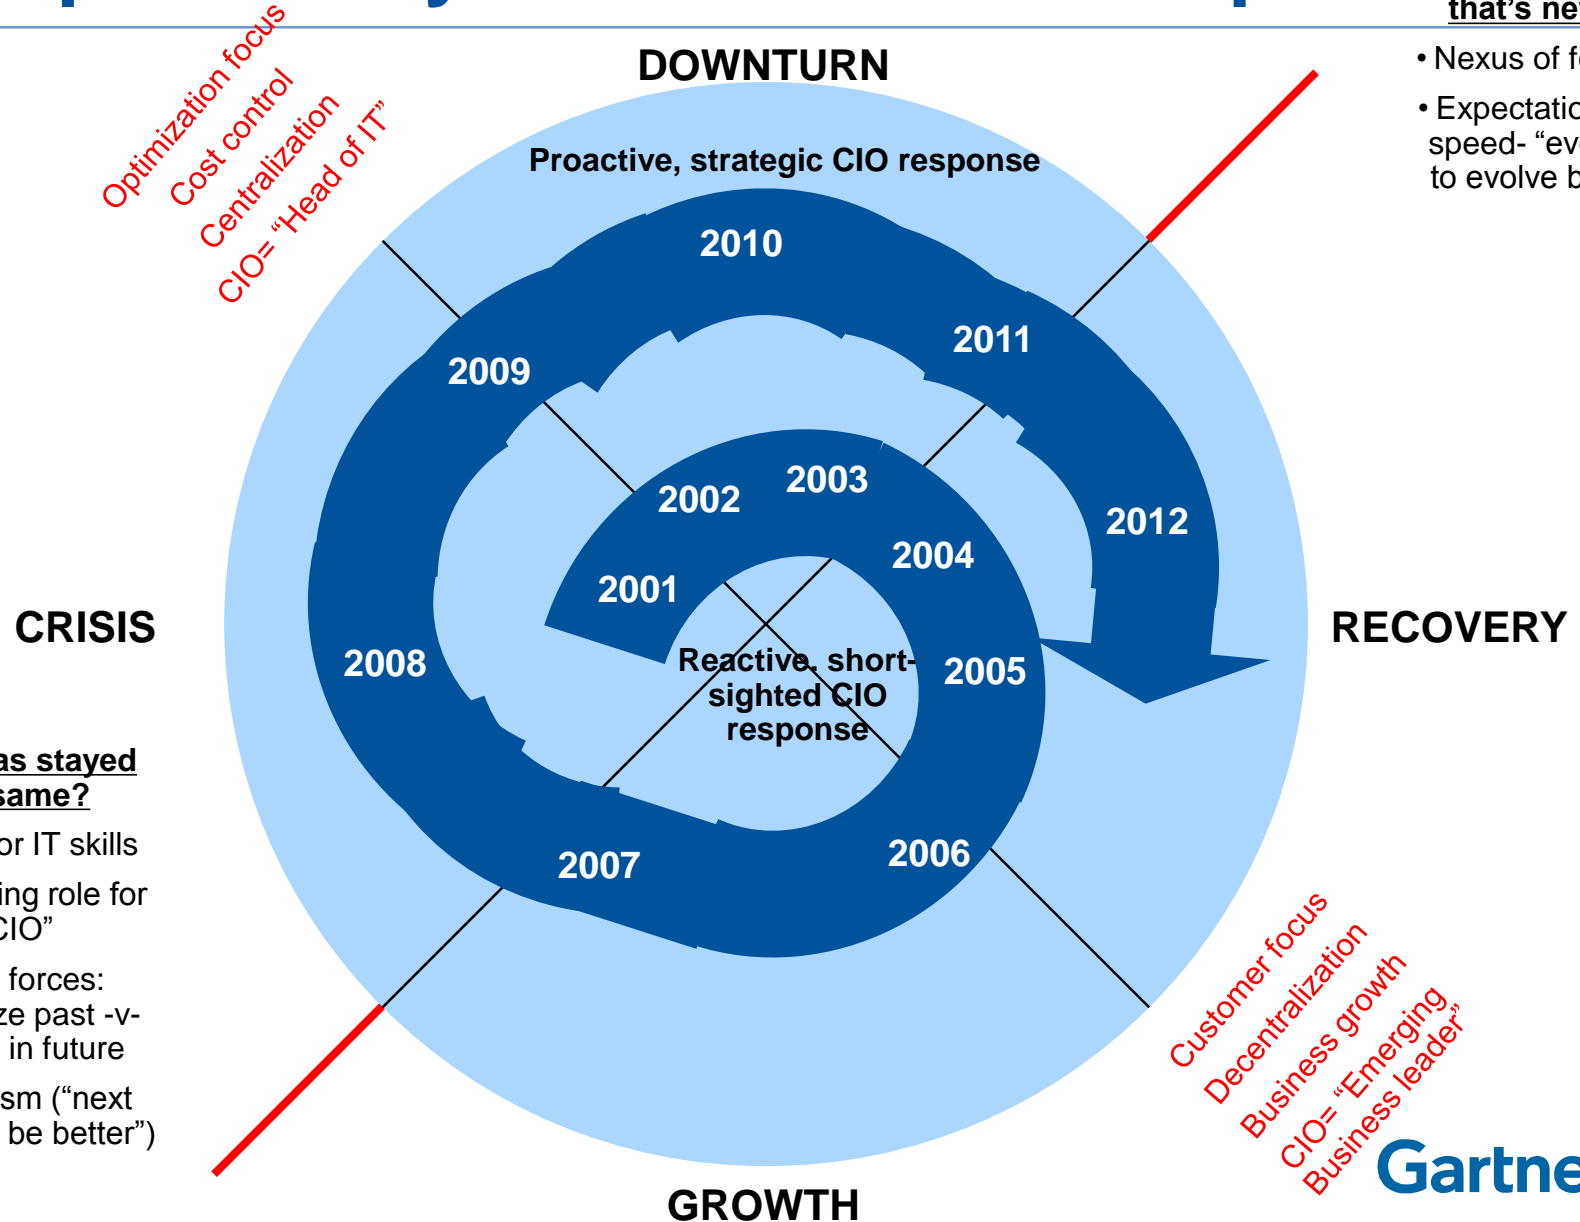 that's ne
• Nexus of f
• Expectatio
speed- “ev
to evolve b
DOWNTURN
Optimization focus
Cost control
Centralization
CIO= “Head of IT”
Proactive, strategic CIO response
2010
2011
2009
2012
2003
2002
2004
2001
CRISIS
RECOVERY
2008
2005
Reactive, short-
sighted CIO
response
as stayed
same?
or IT skills
ing role for
CIO”
forces:
ze past -v-
in future
ism (“next
be better”)
2007
2006
Customer focus
Decentralization
Business growth
CIO= “Emerging
Business leader”
Gartne
GROWTH